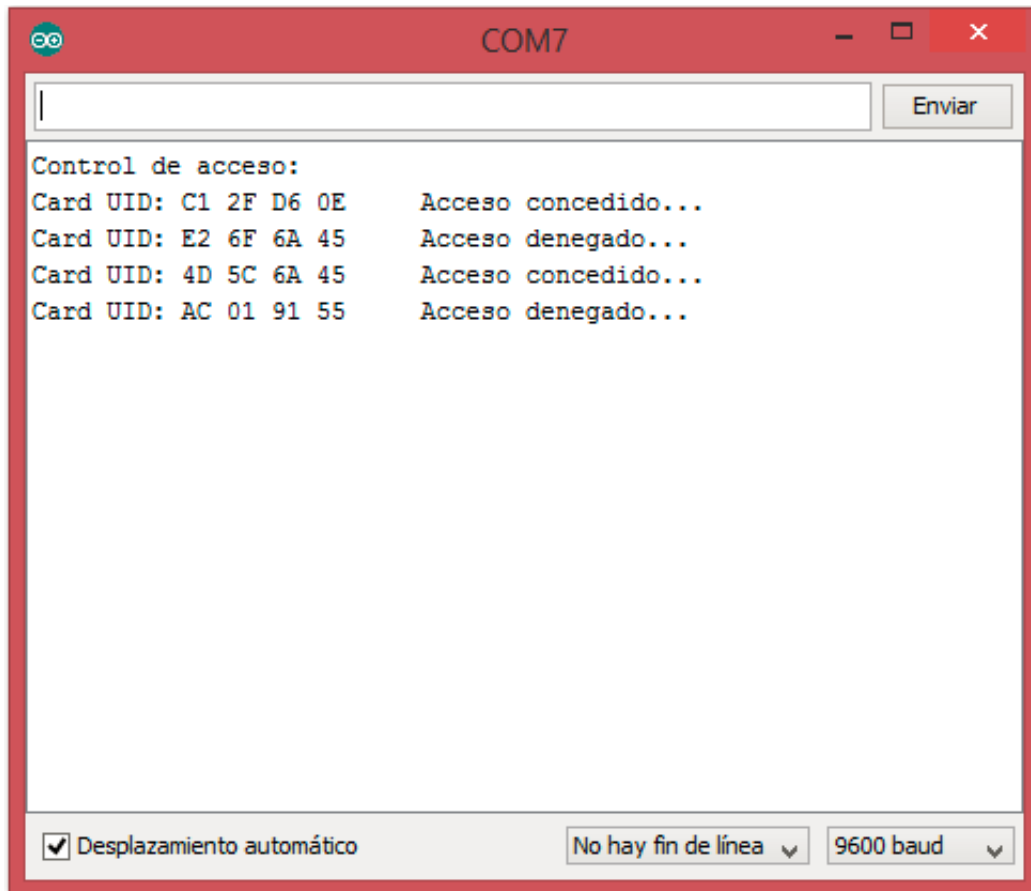 COM7
Enviar
Control de acceso:
Card UID: C1 2F D6 0E Acceso concedido...
Card UID: E2 6F 6A 45 Acceso denegado...
Card UID: 4D 5C 6A 45 Acceso concedido...
Card UID: AC 01 91 55 Acceso denegado...
Desplazamiento automático No hay fin de línea 9600 baud